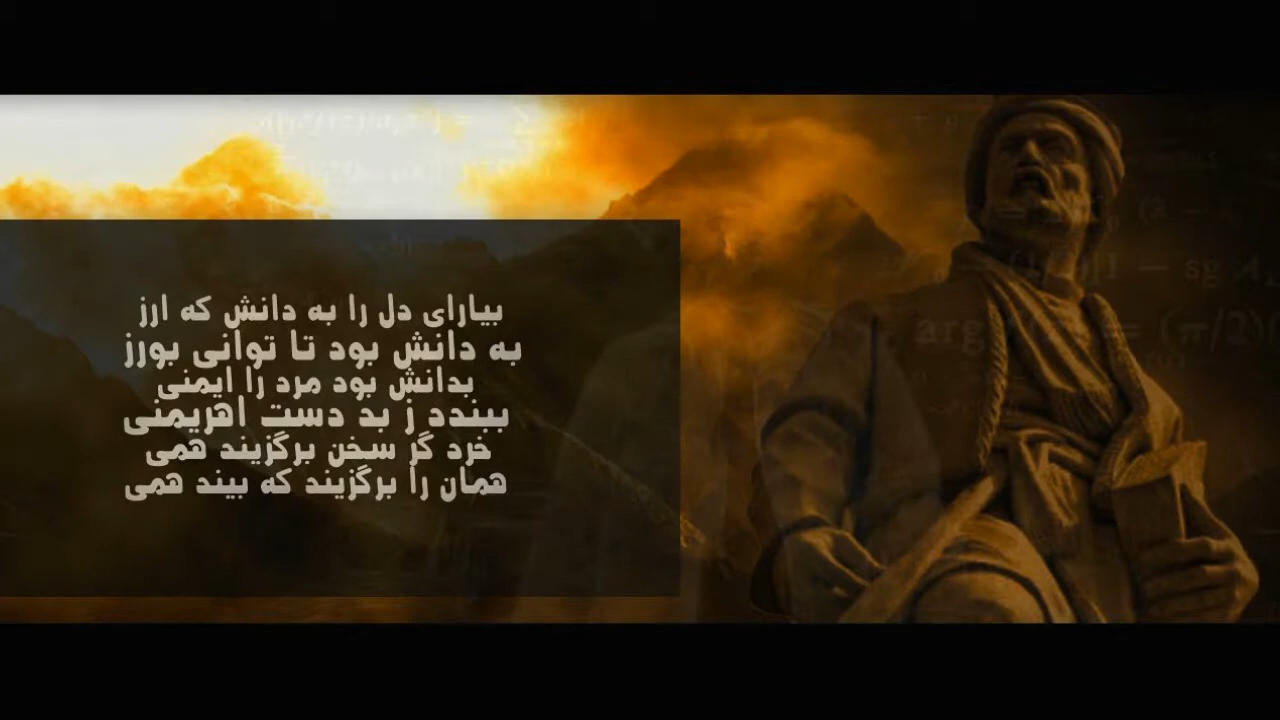 بیارای دل را به دانش که ارز
به دانش بود تا توانی بورز
بدانش بود مرد را ایمنی
ببندد ز بد دست اهریمنی
خرد گر سخن برگزیند همی
همان را برگزیند که بیند همی